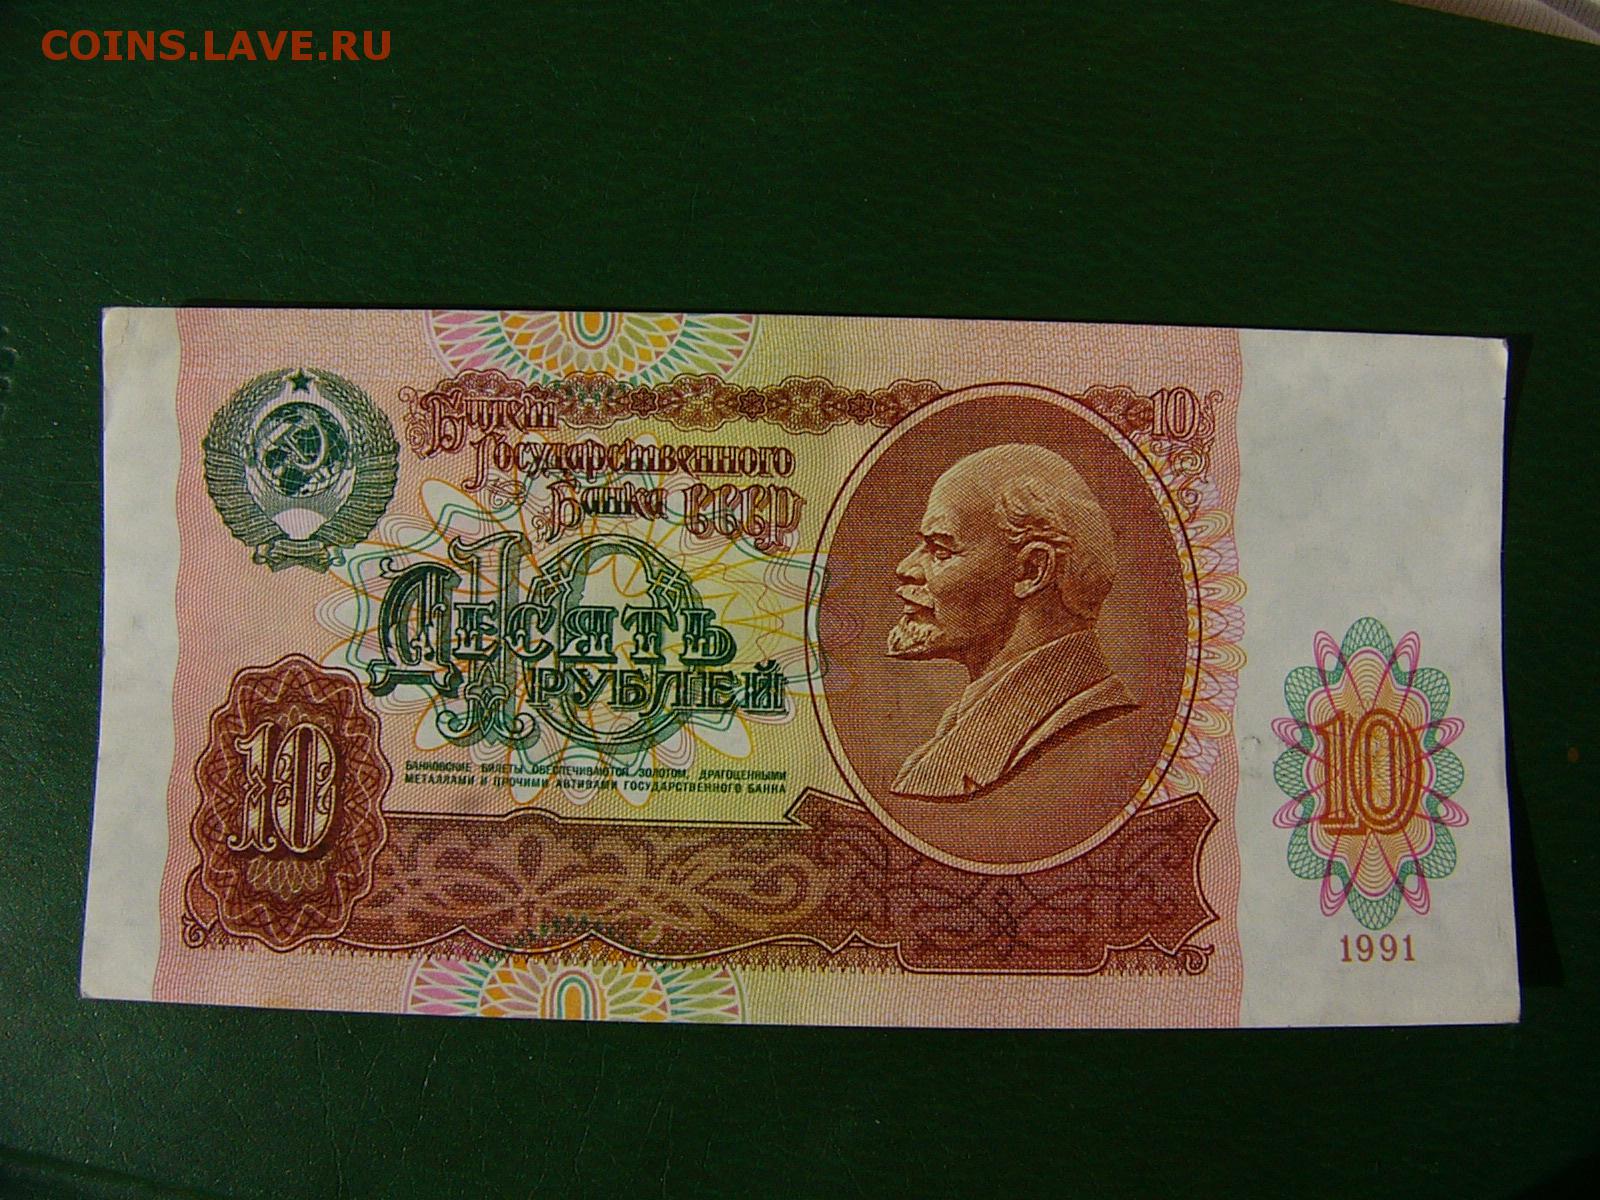 COINS.LAVE.RU
Билет
Государственного
Банка СССР
10
10
ДЕСЯТЬ
РУБЛЕЙ
БАНКОВСКИЕ БИЛЕТЫ ОБЕСПЕЧИВАЮТСЯ ЗОЛОТОМ, ДРАГОЦЕННЫМИ
МЕТАЛЛАМИ И ПРОЧИМИ АКТИВАМИ ГОСУДАРСТВЕННОГО БАНКА
10
10
1991